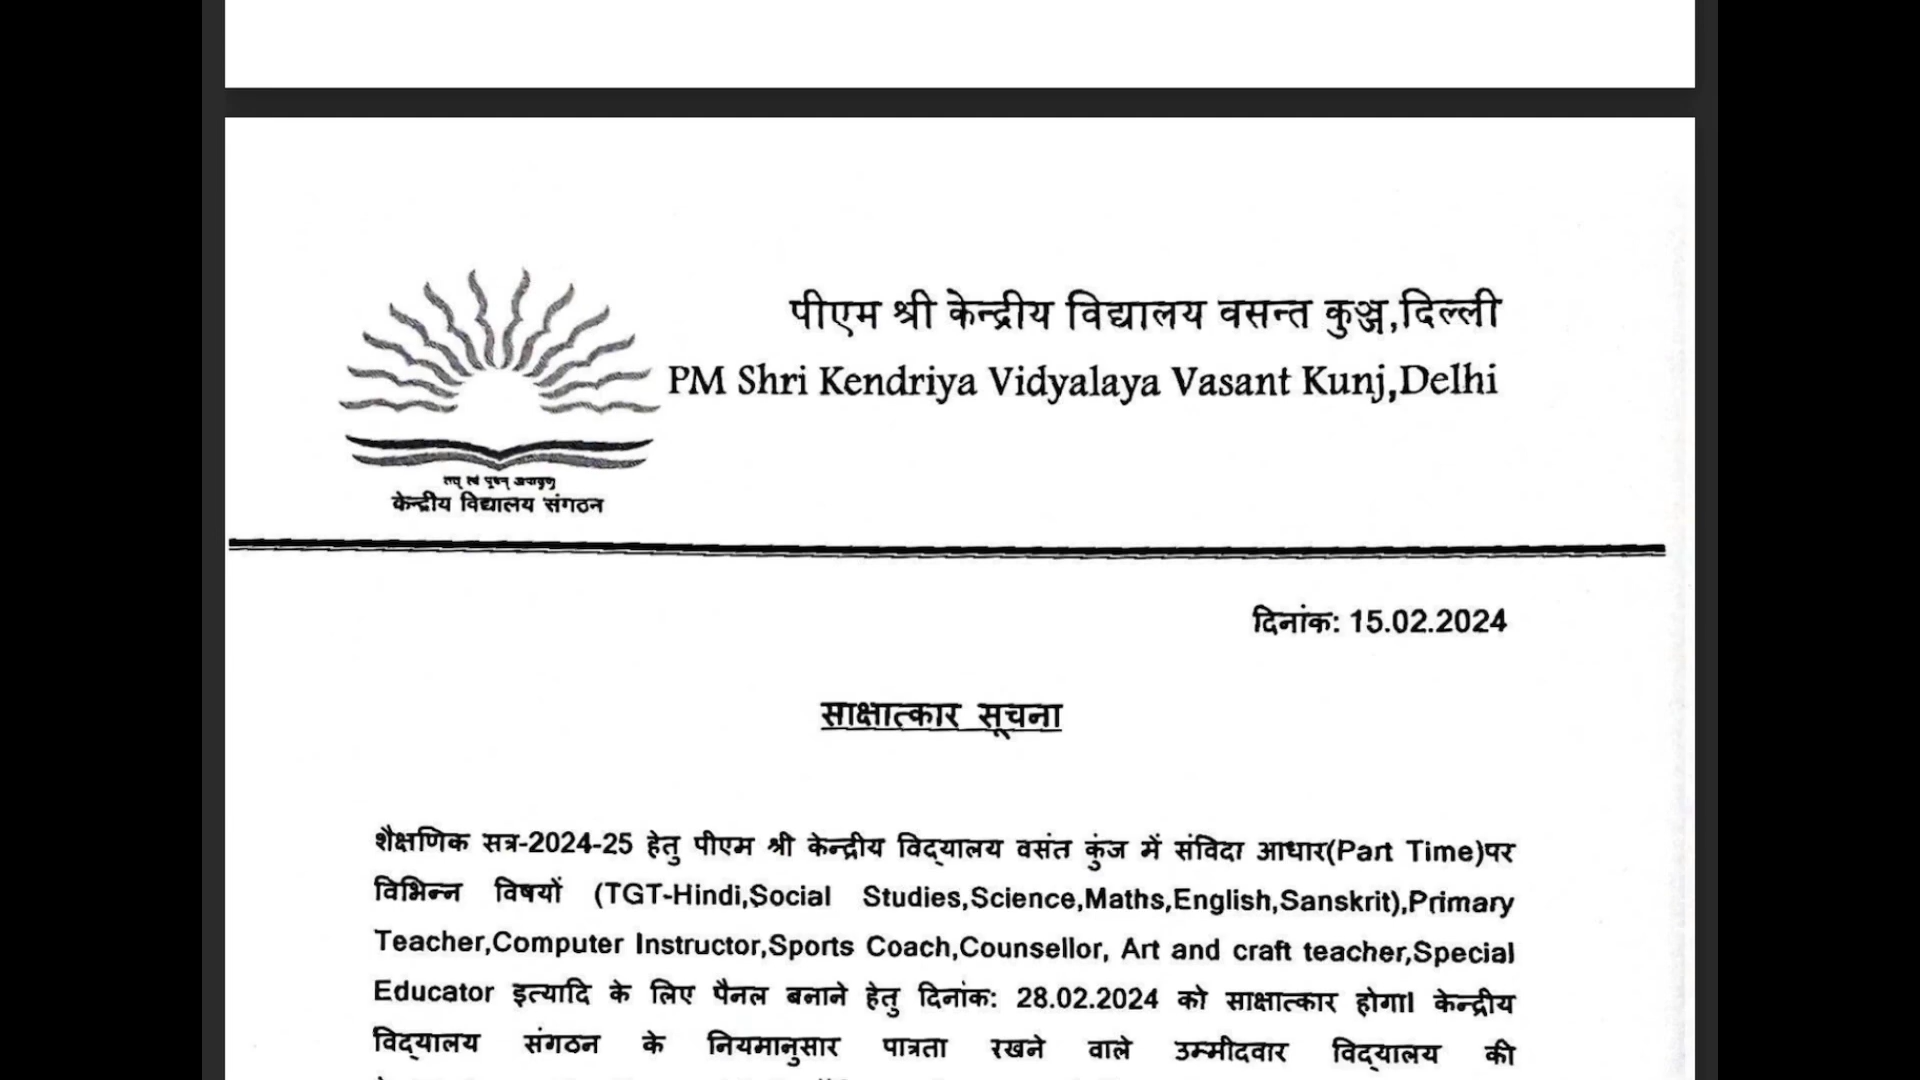 पीएम श्री केन्द्रीय विद्यालय वसन्त कुञ्ज,दिल्ली
PM Shri Kendriya Vidyalaya Vasant Kunj,Delhi
तत् त्वं पूषन् अपावृणु
केन्द्रीय विद्यालय संगठन
दिनांक: 15.02.2024
साक्षात्कार सूचना
शैक्षणिक सत्र-2024-25 हेतु पीएम श्री केन्द्रीय विद्यालय वसंत कुंज में संविदा आधार(Part Time)पर
विभिन्न विषयों (TGT-Hindi,Social Studies,Science,Maths,English,Sanskrit),Primary
Teacher,Computer Instructor,Sports Coach,Counsellor, Art and craft teacher,Special
Educator इत्यादि के लिए पैनल बनाने हेतु दिनांक: 28.02.2024 को साक्षात्कार होगा। केन्द्रीय
विद्यालय संगठन के नियमानुसार पात्रता रखने वाले उम्मीदवार विद्यालय की